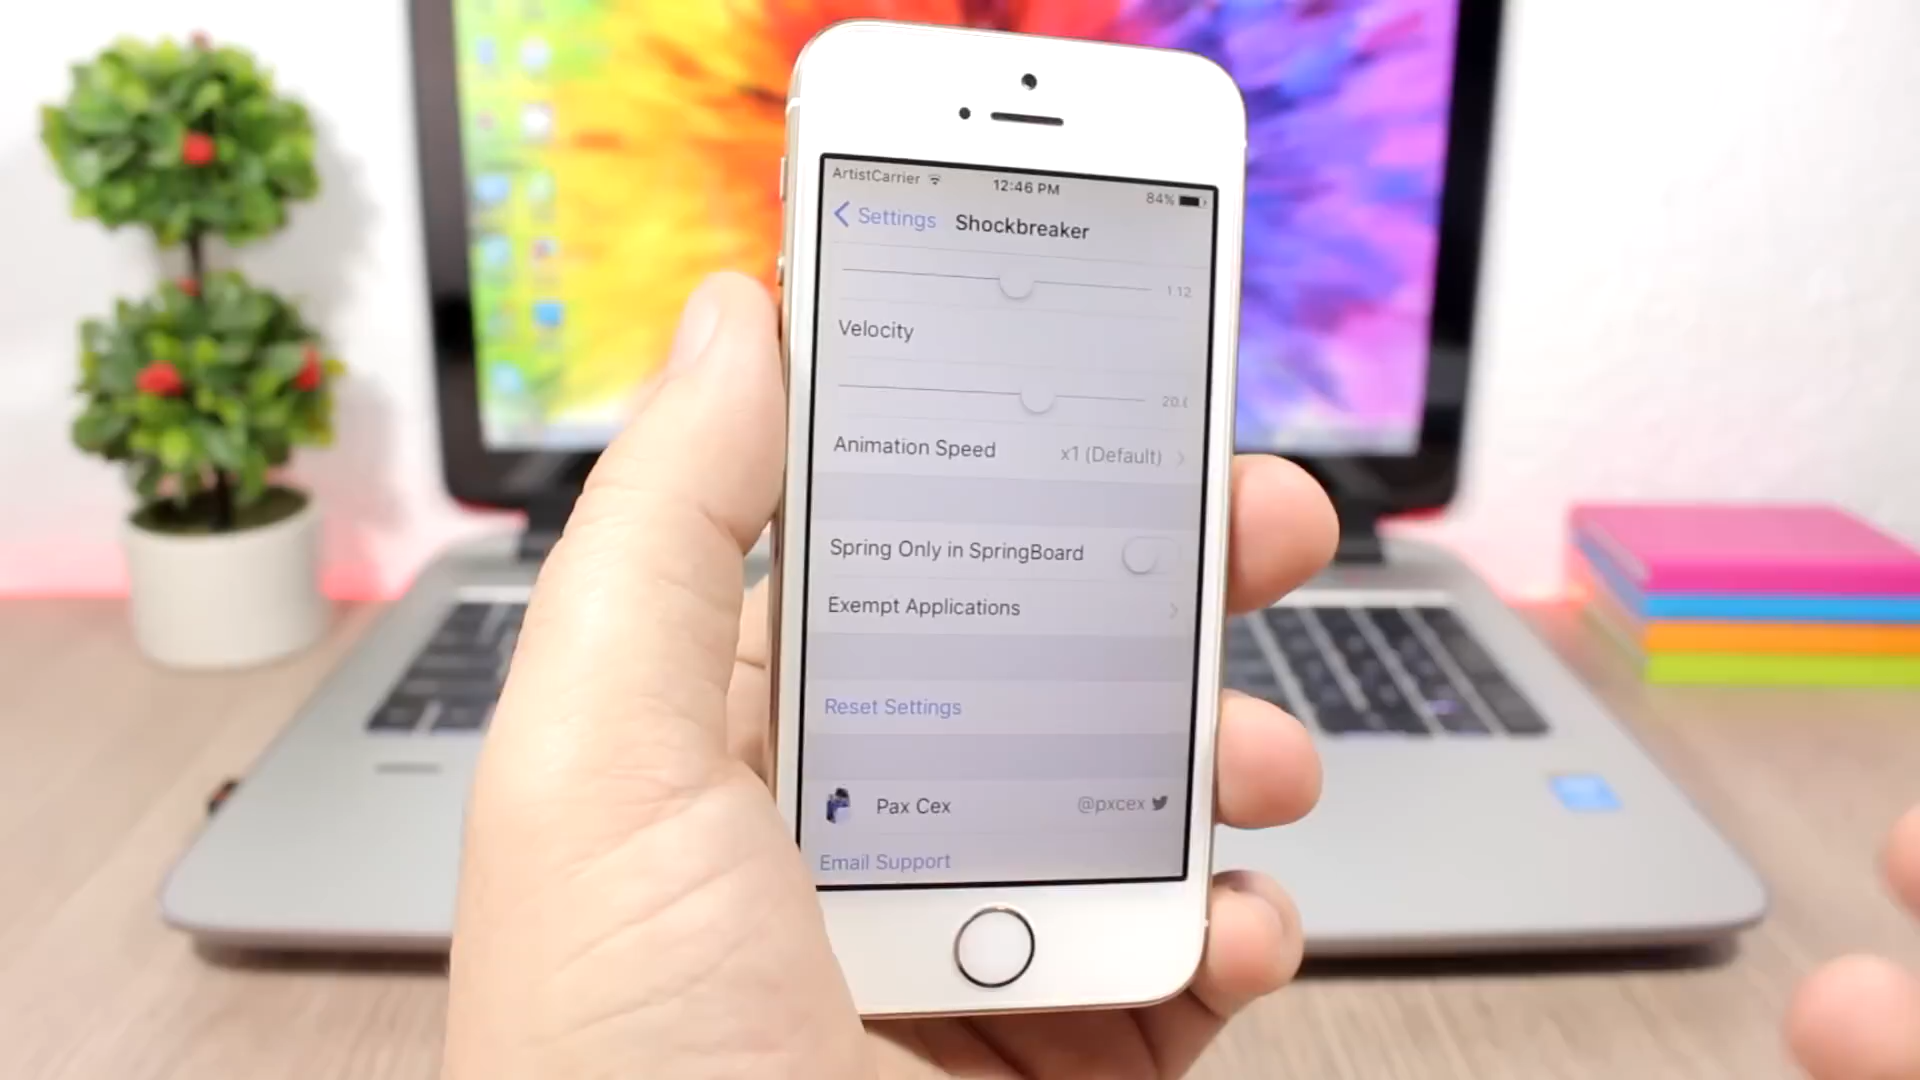 ArtistCarrier 12:46 PM 84%
Settings Shockbreaker
1.12
Velocity
Animation Speed x1 (Default)
Spring Only in SpringBoard
Exempt Applications
Reset Settings
Pax Cex @pxcex
Email Support